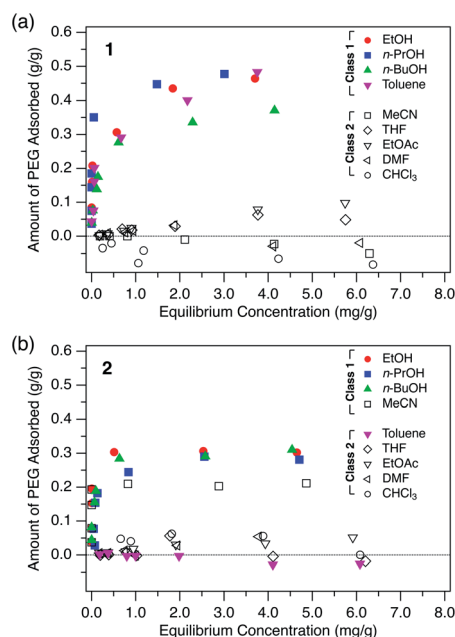 (a)
1
Amount of PEG Adsorbed (g/g)
0.6
0.5
0.4
0.3
0.2
0.1
0.0
0.0 1.0 2.0 3.0 4.0 5.0 6.0 7.0 8.0
Equilibrium Concentration (mg/g)
Class 1
EtOH
n-PrOH
n-BuOH
Toluene
Class 2
MeCN
THF
EtOAc
DMF
CHCl₃
(b)
2
Amount of PEG Adsorbed (g/g)
0.6
0.5
0.4
0.3
0.2
0.1
0.0
0.0 1.0 2.0 3.0 4.0 5.0 6.0 7.0 8.0
Equilibrium Concentration (mg/g)
Class 1
EtOH
n-PrOH
n-BuOH
MeCN
Class 2
Toluene
THF
EtOAc
DMF
CHCl₃